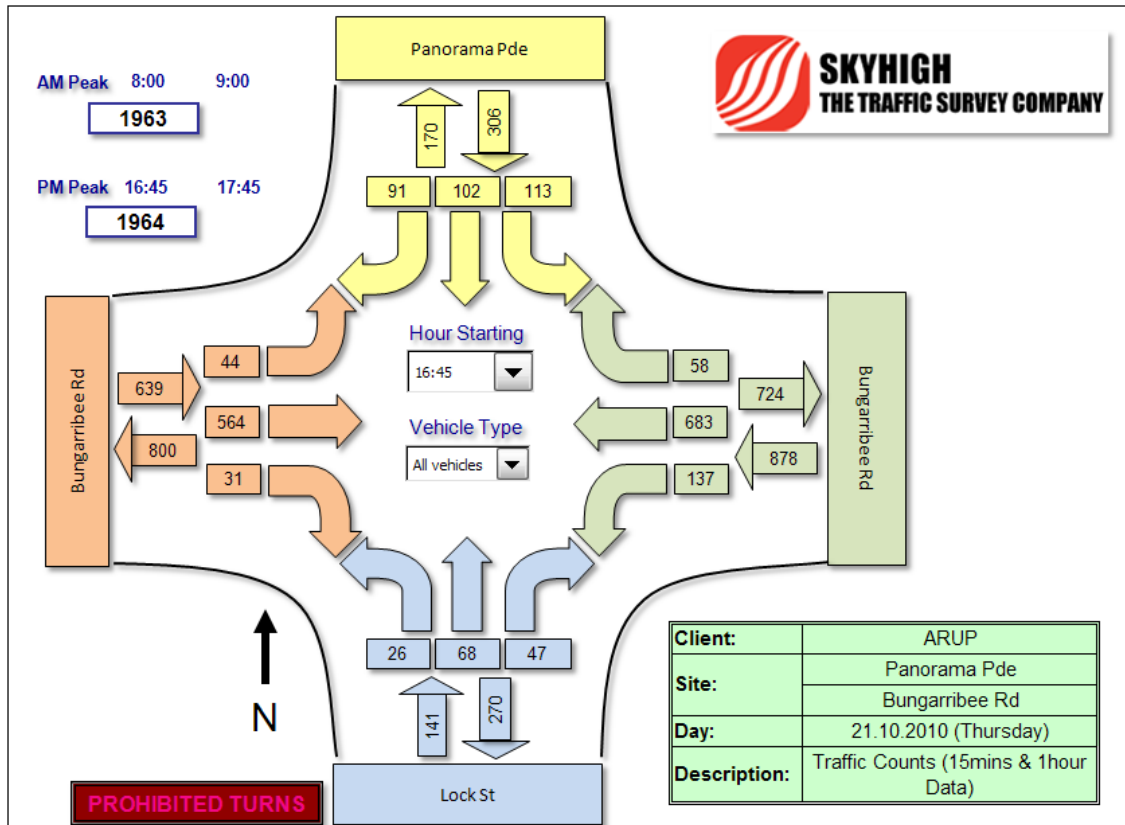 Panorama Pde
SKYHIGH
THE TRAFFIC SURVEY COMPANY
AM Peak 8:00 9:00
1963
PM Peak 16:45 17:45
1964
170
306
91 102 113
Hour Starting
16:45
Vehicle Type
All vehicles
Bungarribee Rd
639
800
44
564
31
58
683
137
724
878
Bungarribee Rd
26 68 47
141
270
N
Lock St
PROHIBITED TURNS
Client: ARUP
Site: Panorama Pde
Bungarribee Rd
Day: 21.10.2010 (Thursday)
Description: Traffic Counts (15mins & 1hour
Data)